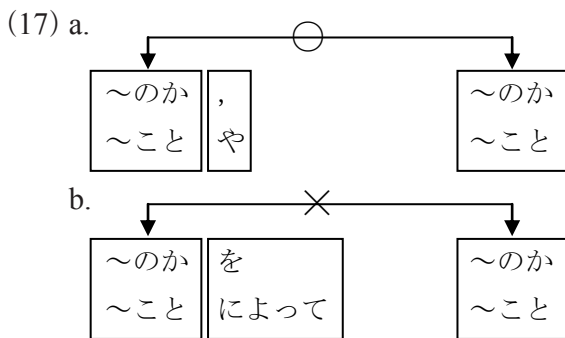 (17) a.
～のか , ～のか
～こと や ～こと
b.
～のか を ～のか
～こと によって ～こと